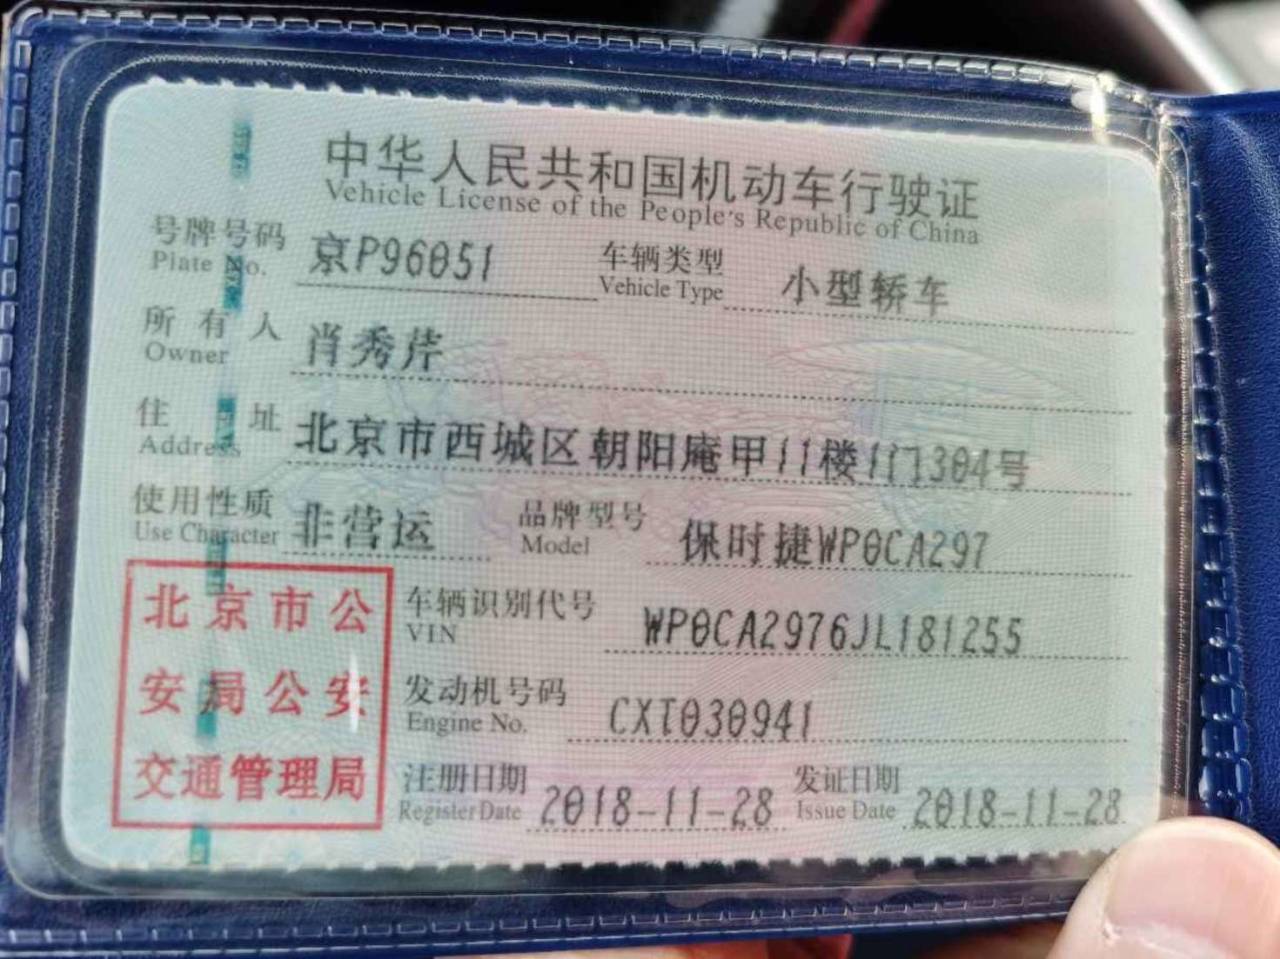 中华人民共和国机动车行驶证
Vehicle License of the People's Republic of China
号牌号码 京P96051 车辆类型 小型轿车
Plate No. Vehicle Type
所有人 肖秀芹
Owner
住址 北京市西城区朝阳庵甲11楼1门304号
Address
使用性质 非营运 品牌型号 保时捷WP0CA297
Use Character Model
北京市公
安局公安
交通管理局
车辆识别代号 WP0CA2976JL181255
VIN
发动机号码 CXT030941
Engine No.
注册日期 2018-11-28 发证日期 2018-11-28
Register Date Issue Date